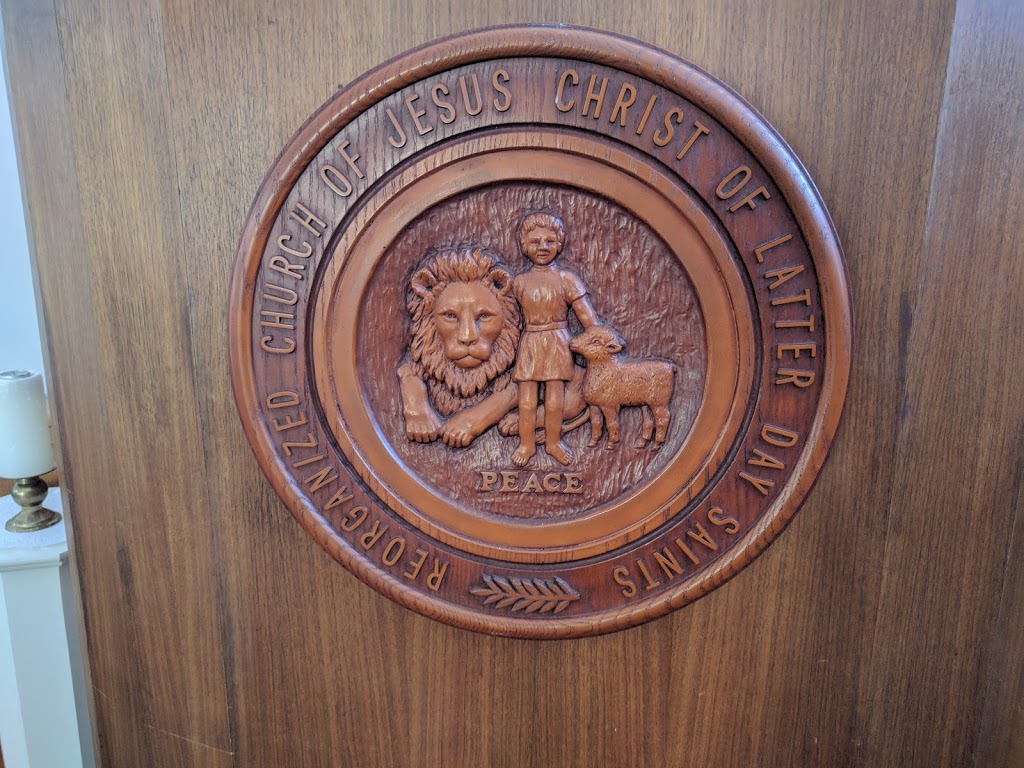 REORGANIZED CHURCH OF JESUS CHRIST OF LATTER DAY SAINTS
PEACE